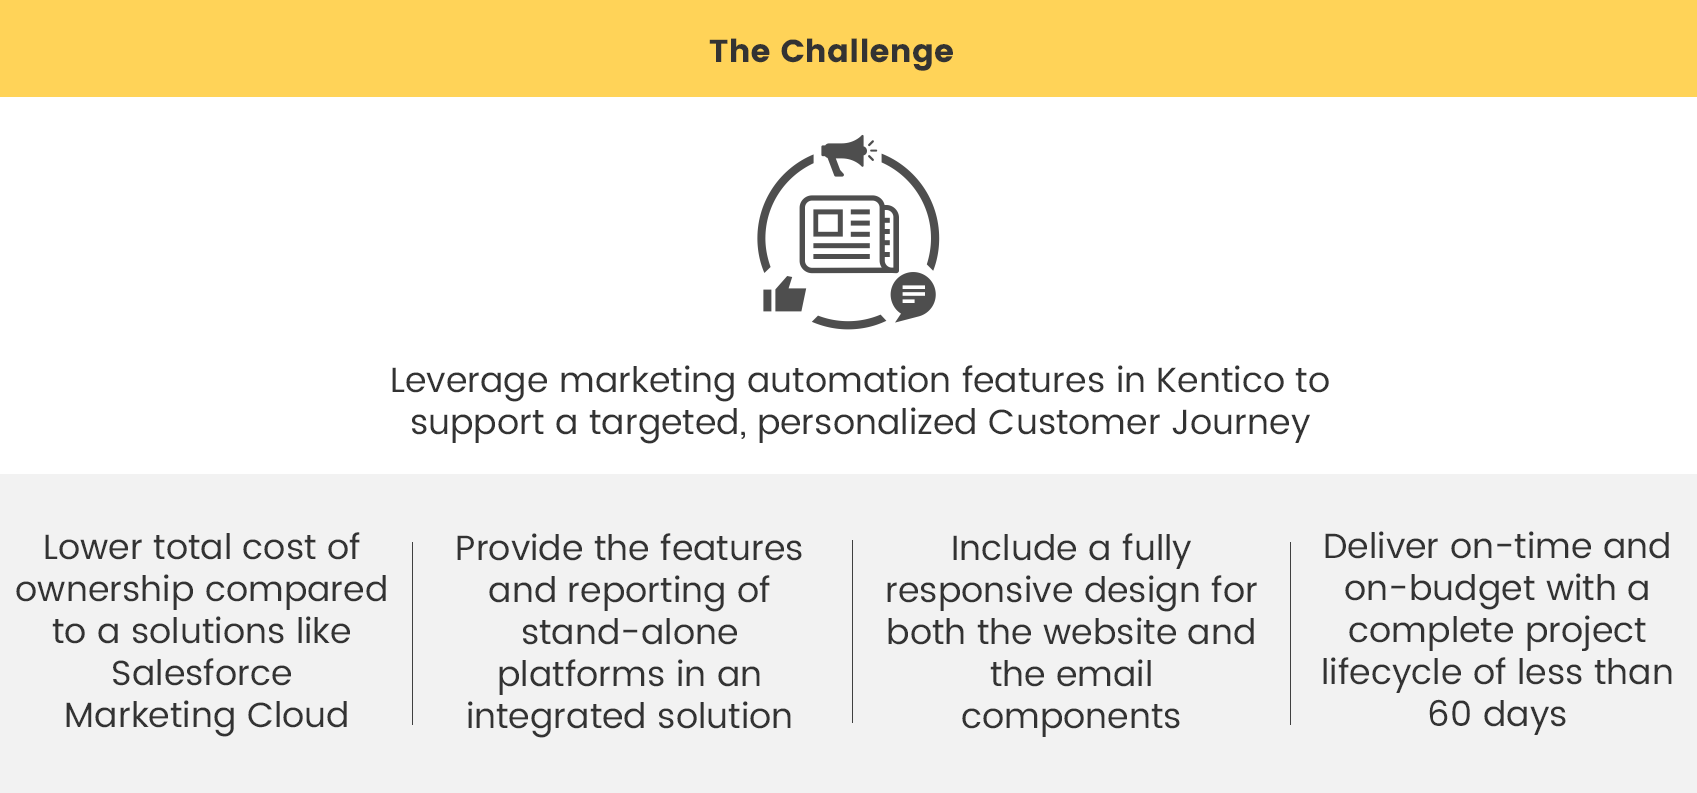 The Challenge
Leverage marketing automation features in Kentico to
support a targeted, personalized Customer Journey
Lower total cost of
ownership compared
to a solutions like
Salesforce
Marketing Cloud
Provide the features
and reporting of
stand-alone
platforms in an
integrated solution
Include a fully
responsive design for
both the website and
the email
components
Deliver on-time and
on-budget with a
complete project
lifecycle of less than
60 days